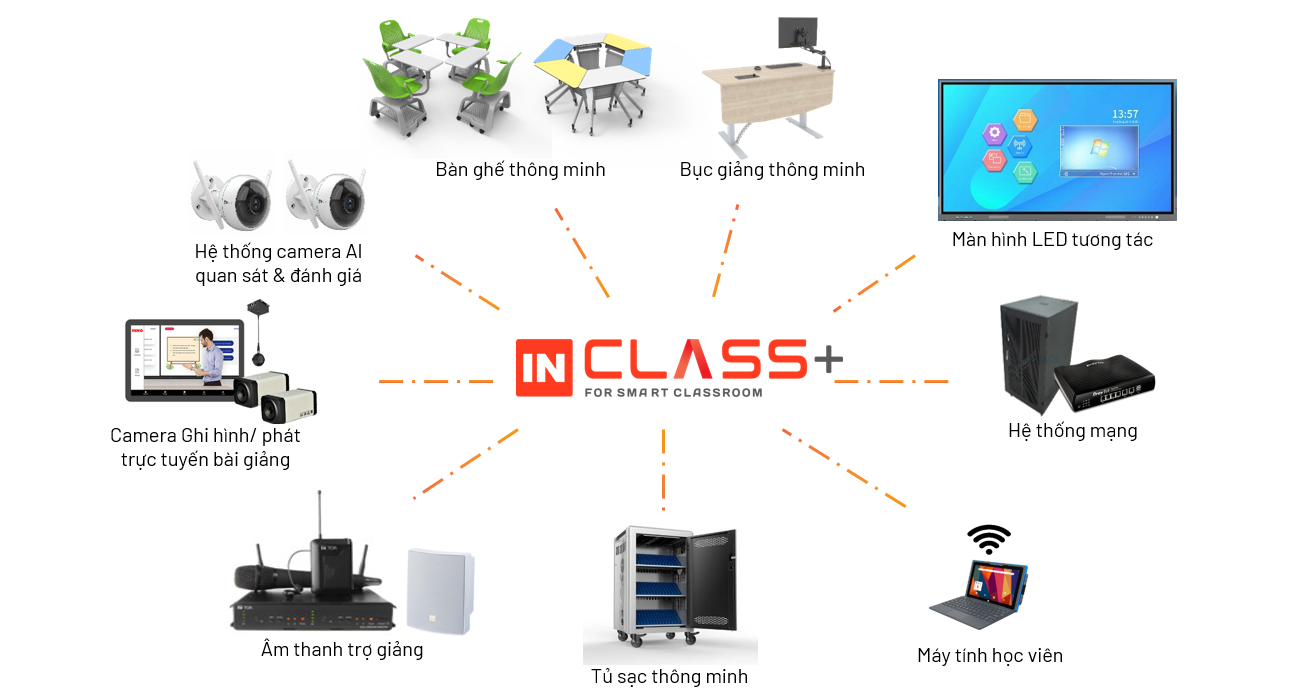 Bàn ghế thông minh
Bục giảng thông minh
13:57
Màn hình LED tương tác
Hệ thống camera AI
quan sát & đánh giá
IN CLASS+
FOR SMART CLASSROOM
Camera Ghi hình/ phát
trực tuyến bài giảng
Hệ thống mạng
TOA
TOA
Âm thanh trợ giảng
Tủ sạc thông minh
Máy tính học viên